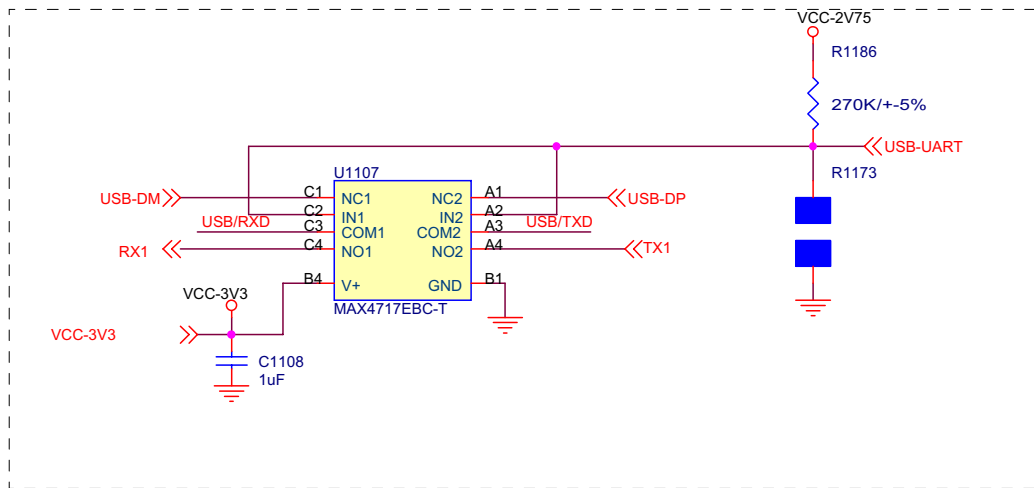 VCC-2V75
R1186
270K/+-5%
USB-UART
R1173
U1107
USB-DM
C1
NC1
NC2
A1
USB-DP
C2
IN1
IN2
A2
USB/RXD
C3
COM1
COM2
A3
USB/TXD
RX1
C4
NO1
NO2
A4
TX1
B4
V+
GND
B1
MAX4717EBC-T
VCC-3V3
VCC-3V3
C1108
1uF